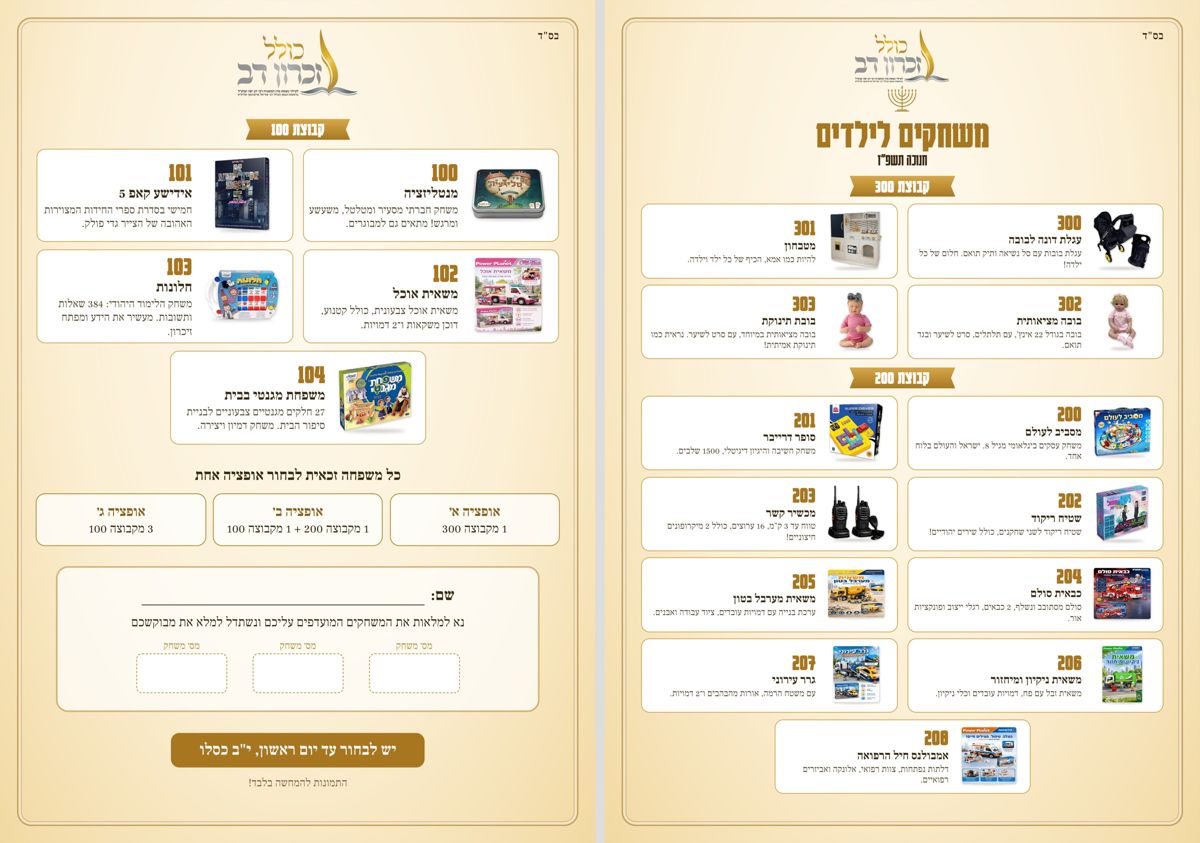 בס"ד
כולל
זכרון דב
משחקים לילדים
חנוכה תשפ"ז
קבוצת 300
300
עגלת דונה לבובה
עגלת בובות עם סל נשיאה ותיק תואם. חלום של כל
ילדה!
301
מטבחון
להיות כמו אמא, הכיף של כל ילד וילדה.
302
בובה מציאותית
בובה בגודל 22 אינץ', עם תלתלים, סרט לשיער ובגד
תואם.
303
בובת תינוקת
בובה מציאותית במיוחד, עם סרט לשיער. נראית כמו
תינוקת אמיתית!
קבוצת 200
200
מסביב לעולם
משחק עסקים בינלאומי מגיל 8. ישראל והעולם בלוח
אחד.
201
סופר דרייבר
משחק חשיבה והיגיון דיגיטלי, 1500 שלבים.
202
שטיח ריקוד
שטיח ריקוד לשני שחקנים, כולל שירים יהודיים!
203
מכשיר קשר
טווח עד 3 ק"מ, 16 ערוצים, כולל 2 מיקרופונים
חיצוניים!
204
כבאית סולם
סולם מסתובב ונשלף, 2 כבאים, רגלי ייצוב ופונקציות
אור.
205
משאית מערבל בטון
ערכת בנייה עם דמויות עובדים, ציוד עבודה ואבנים.
206
משאית ניקיון ומיחזור
משאית זבל עם פח, דמויות עובדים וכלי ניקיון.
207
גרר עירוני
עם משטח הרמה, אורות מהבהבים ו־2 דמויות.
208
אמבולנס חיל הרפואה
דלתות נפתחות, צוות רפואי, אלונקה ואביזרים
רפואיים.
בס"ד
כולל
זכרון דב
קבוצת 100
100
מנטליזציה
משחק חברתי מסעיר ומטלטל, משעשע
ומרגש! מתאים גם למבוגרים.
101
אידישע קאפ 5
חמישי בסדרת ספרי החידות המצוירות
האהובה של הצייר גדי פולק.
102
משאית אוכל
משאית אוכל צבעונית, כולל קטנוע,
דוכן משקאות ו־2 דמויות.
103
חלונות
משחק הלימוד היהודי: 384 שאלות
ותשובות. מעשיר את הידע ומפתח
זיכרון.
104
משפחת מגנטי בבית
27 חלקים מגנטיים צבעוניים לבניית
סיפור הבית. משחק דמיון ויצירה.
כל משפחה זכאית לבחור אופציה אחת
אופציה א'
1 מקבוצה 300
אופציה ב'
1 מקבוצה 200 + 1 מקבוצה 100
אופציה ג'
3 מקבוצה 100
שם:
נא למלאות את המשחקים המועדפים עליכם ונשתדל למלא את מבוקשכם
מס' משחק
מס' משחק
מס' משחק
יש לבחור עד יום ראשון, י"ב כסלו
התמונות להמחשה בלבד!